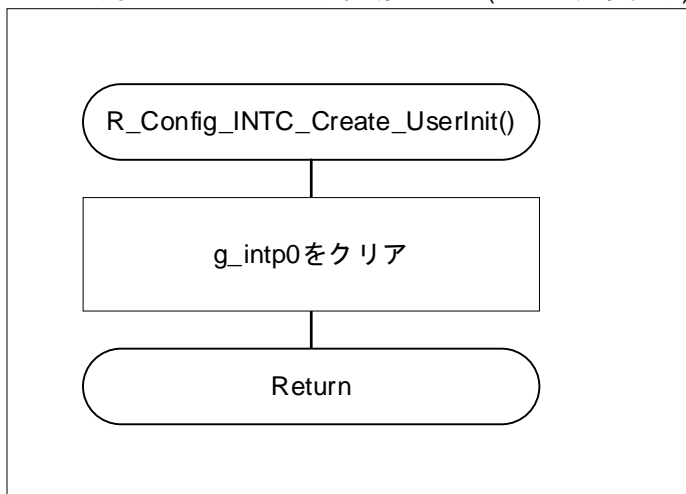 R_Config_INTC_Create_UserInit()
g_intp0をクリア
Return